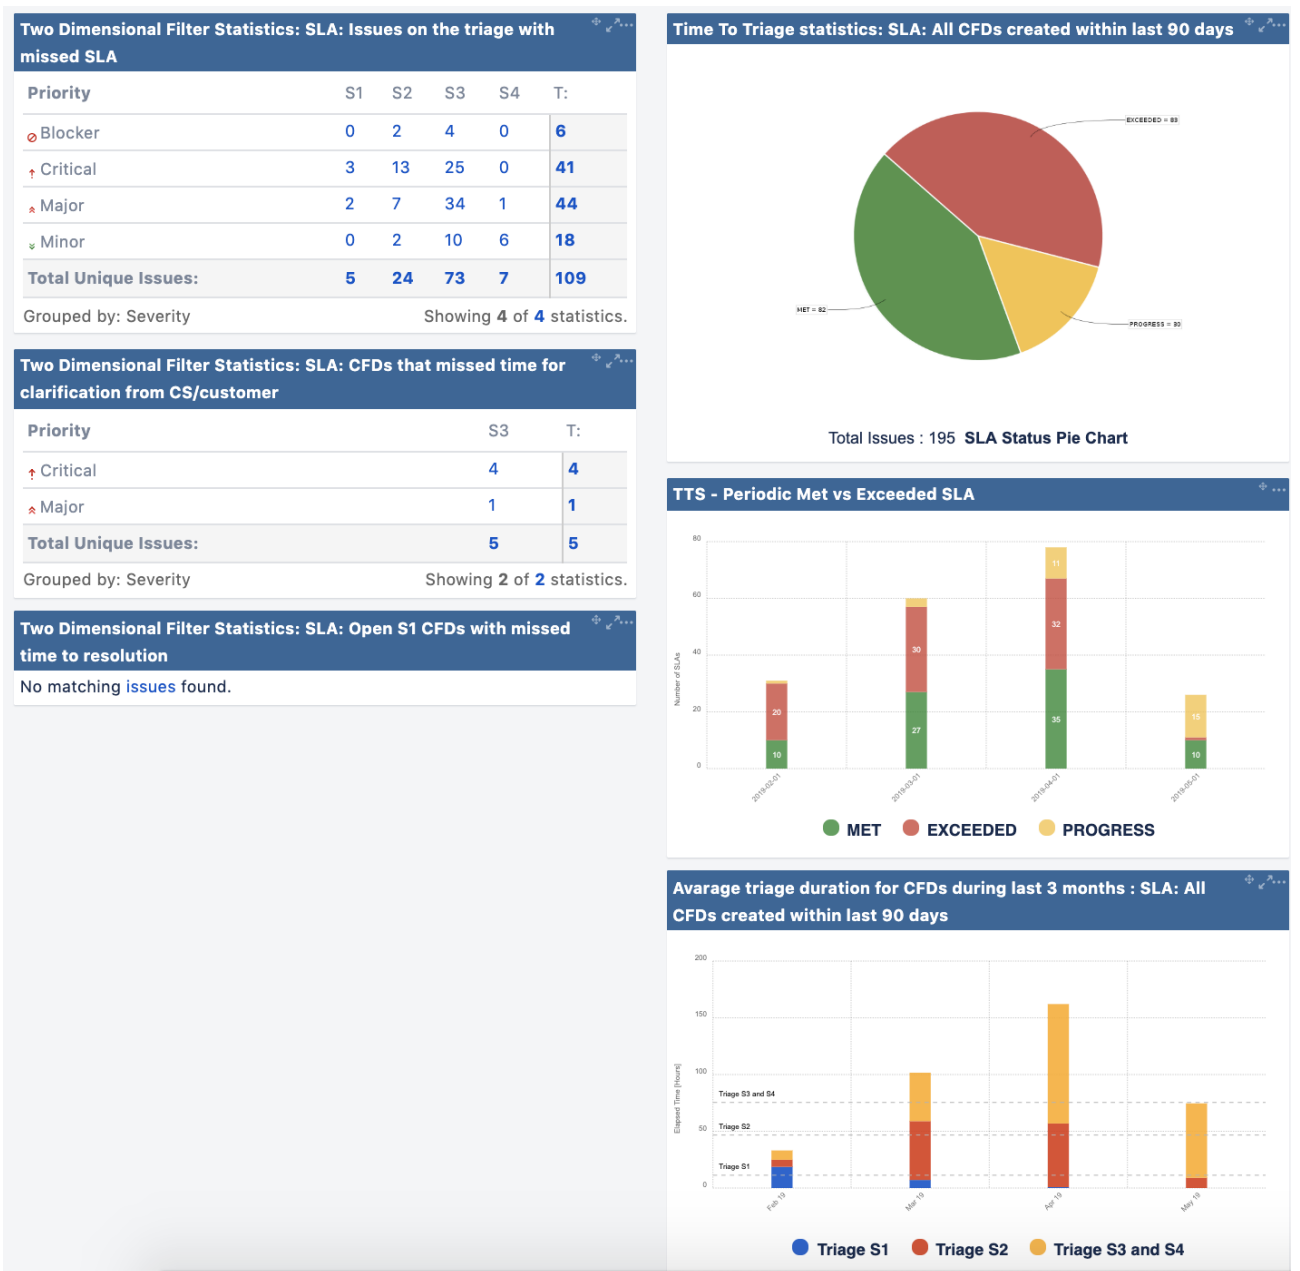 Two Dimensional Filter Statistics: SLA: Issues on the triage with
missed SLA
Priority S1 S2 S3 S4 T:
Blocker 0 2 4 0 6
Critical 3 13 25 0 41
Major 2 7 34 1 44
Minor 0 2 10 6 18
Total Unique Issues: 5 24 73 7 109
Grouped by: Severity Showing 4 of 4 statistics.
Two Dimensional Filter Statistics: SLA: CFDs that missed time for
clarification from CS/customer
Priority S3 T:
Critical 4 4
Major 1 1
Total Unique Issues: 5 5
Grouped by: Severity Showing 2 of 2 statistics.
Two Dimensional Filter Statistics: SLA: Open S1 CFDs with missed
time to resolution
No matching issues found.
Time To Triage statistics: SLA: All CFDs created within last 90 days
EXCEEDED = 83
MET = 82
PROGRESS = 30
Total Issues : 195 SLA Status Pie Chart
TTS - Periodic Met vs Exceeded SLA
Number of SLAs
80
60
40
20
0
20
10
30
27
11
32
35
15
10
2019-02-01
2019-03-01
2019-04-01
2019-05-01
MET EXCEEDED PROGRESS
Avarage triage duration for CFDs during last 3 months : SLA: All
CFDs created within last 90 days
Elapsed Time [Hours]
200
150
100
50
0
Triage S3 and S4
Triage S2
Triage S1
Feb 19
Mar 19
Apr 19
May 19
Triage S1 Triage S2 Triage S3 and S4